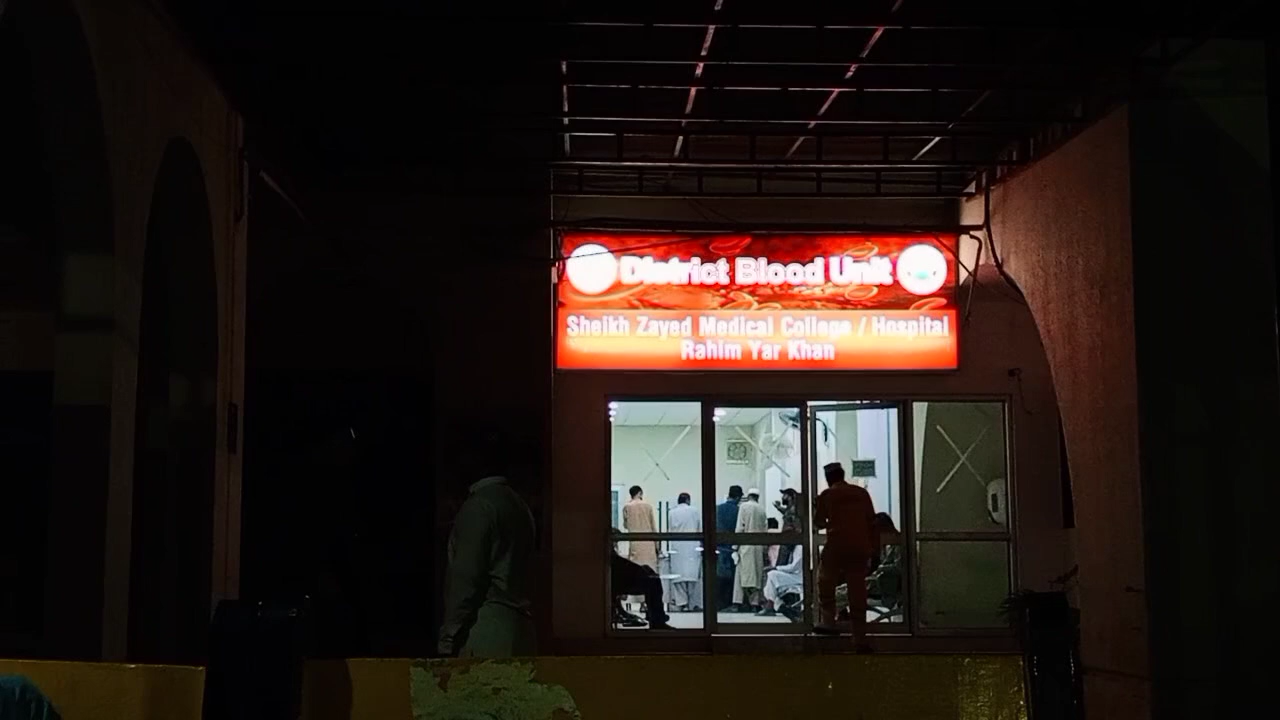 District Blood Unit
Sheikh Zayed Medical College / Hospital
Rahim Yar Khan